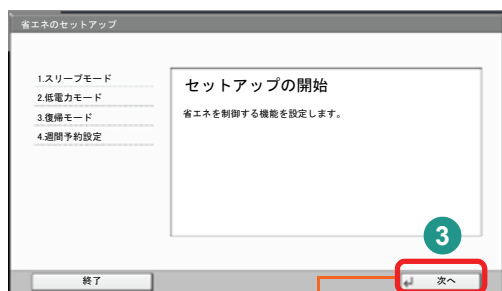 省エネのセットアップ
1.スリープモード
2.低電力モード
3.復帰モード
4.週間予約設定
セットアップの開始
省エネを制御する機能を設定します。
3
終了
次へ